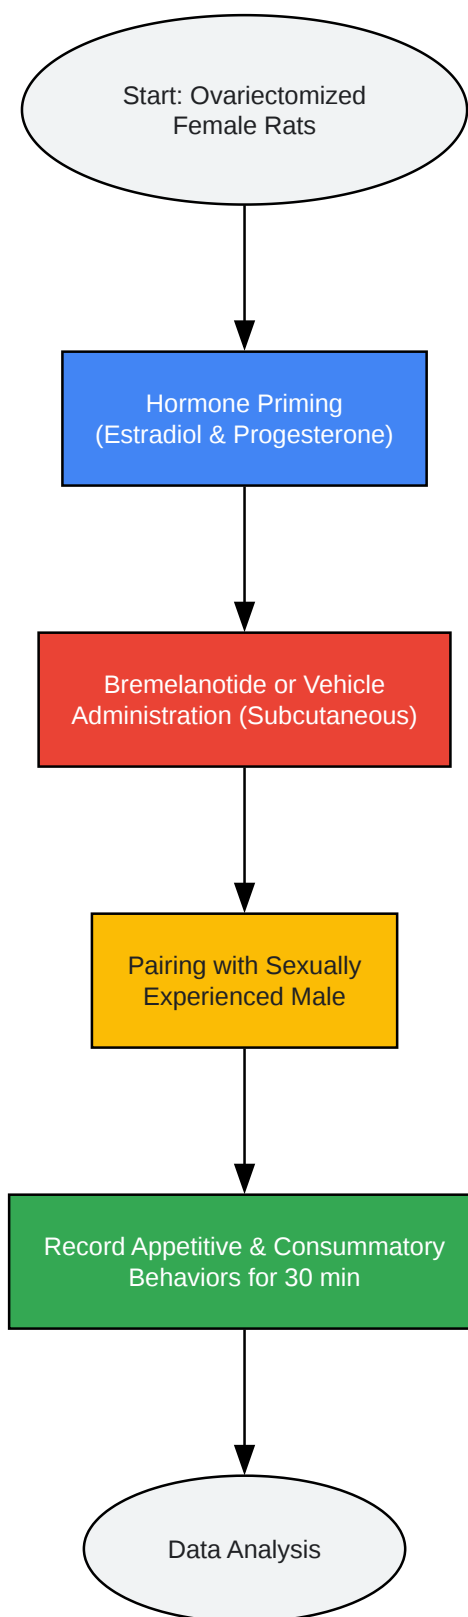 Start: Ovariectomized
Female Rats
Hormone Priming
(Estradiol & Progesterone)
Bremelanotide or Vehicle
Administration (Subcutaneous)
Pairing with Sexually
Experienced Male
Record Appetitive & Consummatory
Behaviors for 30 min
Data Analysis